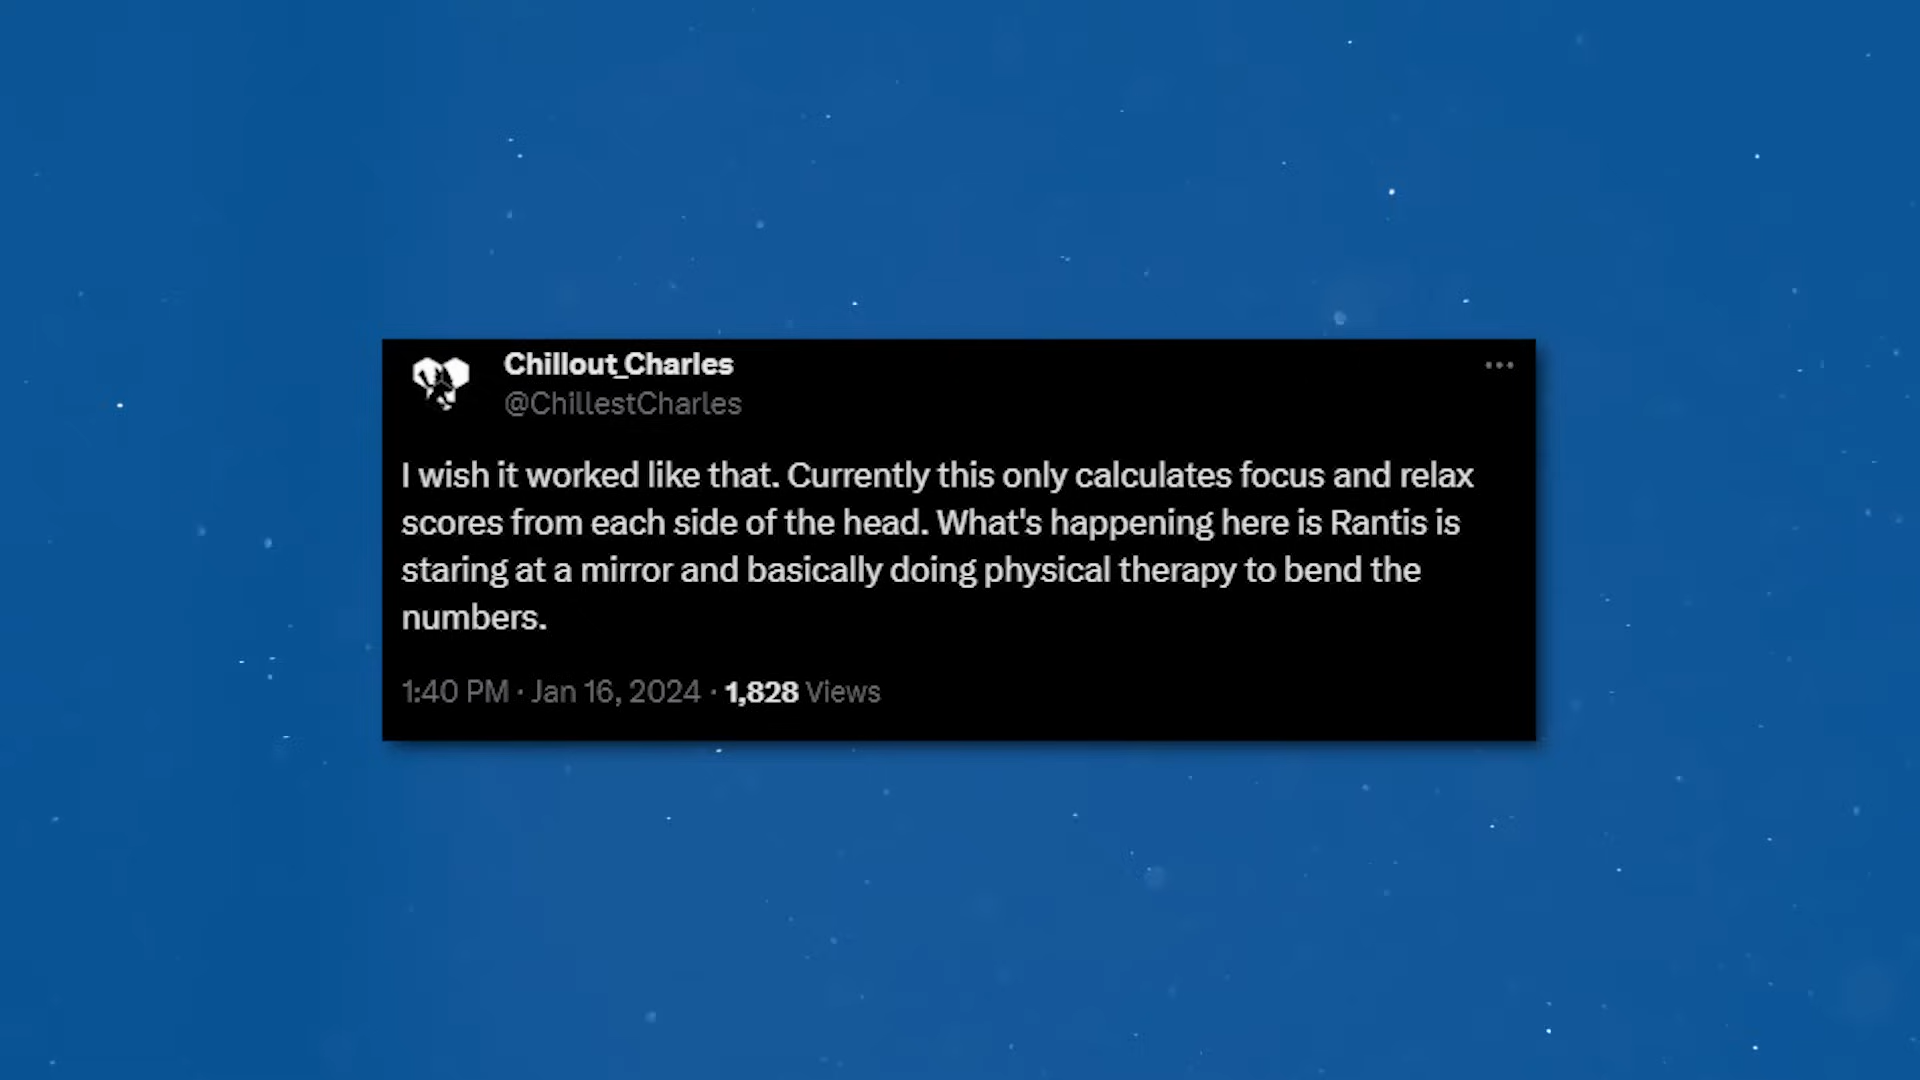 Chillout_Charles
@ChillestCharles
I wish it worked like that. Currently this only calculates focus and relax
scores from each side of the head. What's happening here is Rantis is
staring at a mirror and basically doing physical therapy to bend the
numbers.
1:40 PM · Jan 16, 2024 · 1,828 Views